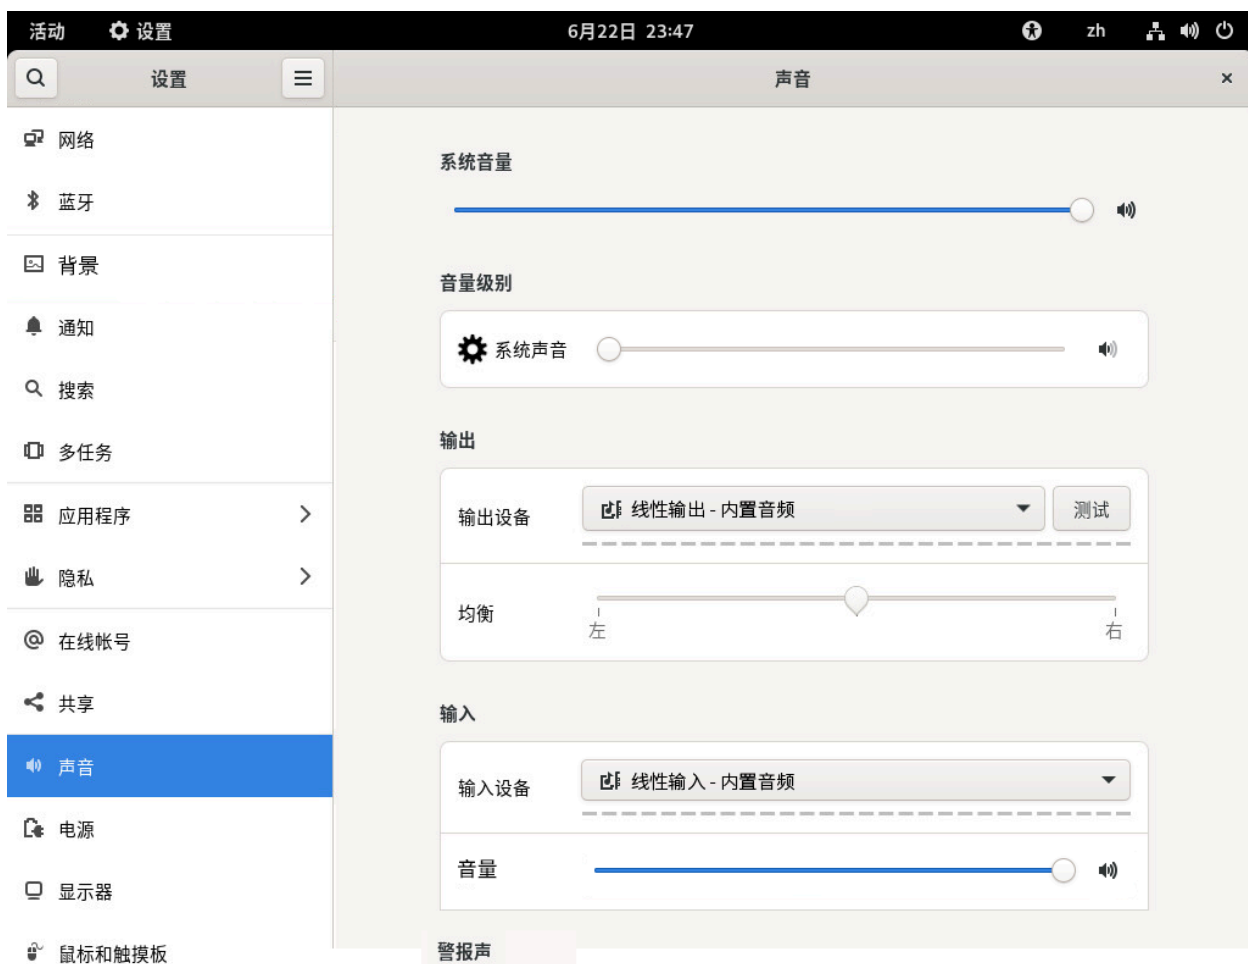 活动 设置 6月22日 23:47 zh
设置
声音
网络
蓝牙
背景
通知
搜索
多任务
应用程序
隐私
在线帐号
共享
声音
电源
显示器
鼠标和触摸板
系统音量
音量级别
系统声音
输出
输出设备 线性输出 - 内置音频 测试
均衡
左 右
输入
输入设备 线性输入 - 内置音频
音量
警报声